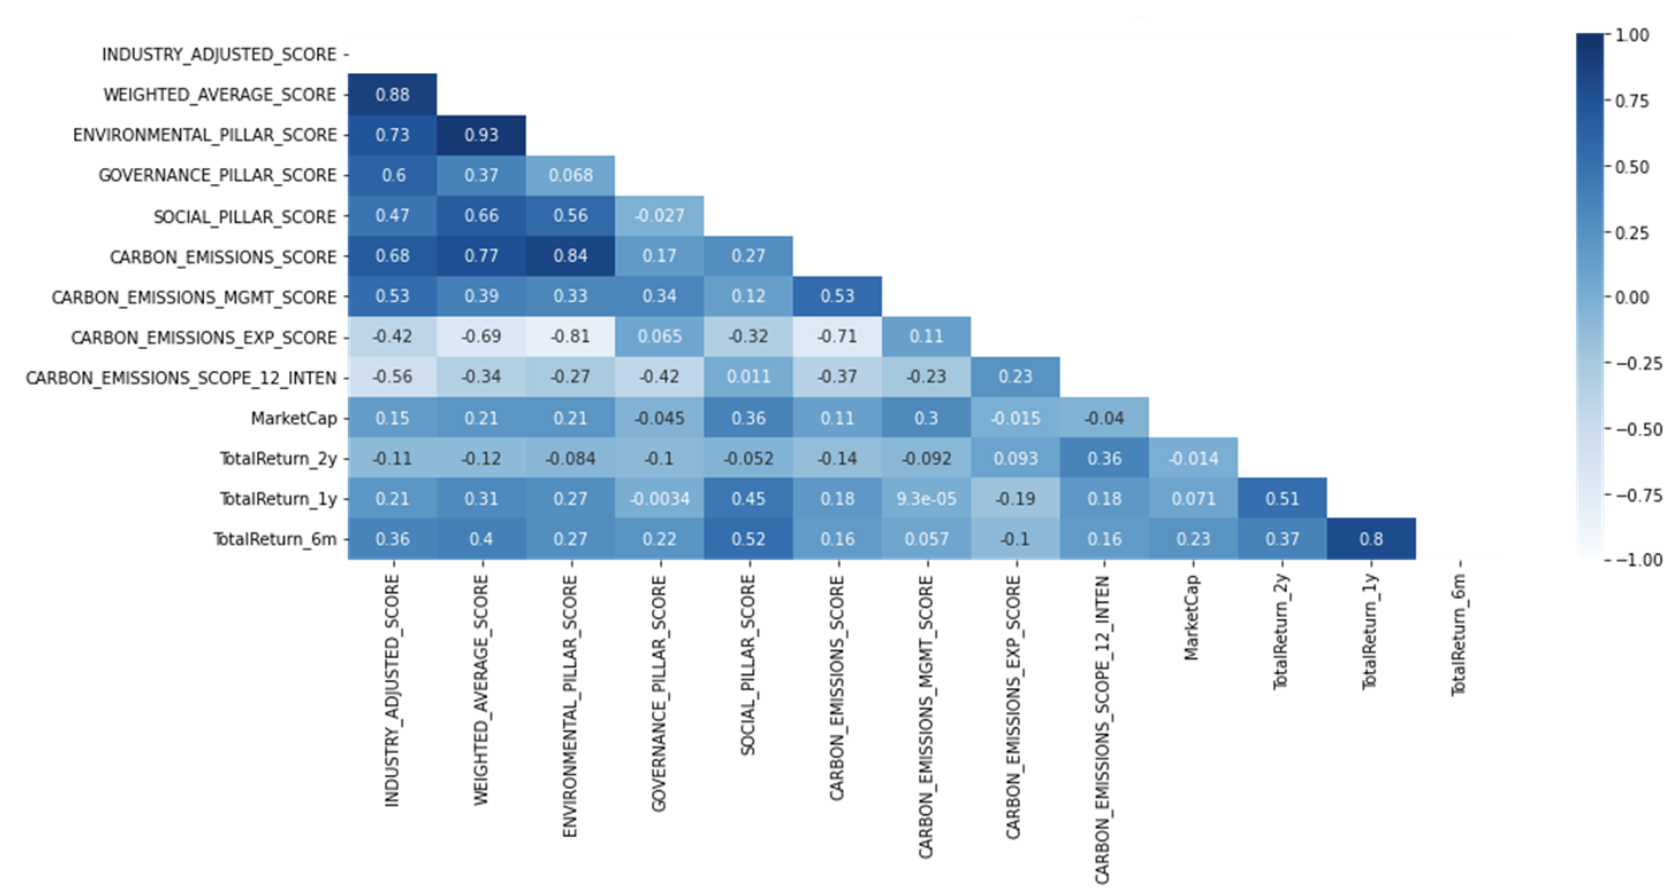 INDUSTRY_ADJUSTED_SCORE
WEIGHTED_AVERAGE_SCORE 0.88
ENVIRONMENTAL_PILLAR_SCORE 0.73 0.93
GOVERNANCE_PILLAR_SCORE 0.6 0.37 0.068
SOCIAL_PILLAR_SCORE 0.47 0.66 0.56 -0.027
CARBON_EMISSIONS_SCORE 0.68 0.77 0.84 0.17 0.27
CARBON_EMISSIONS_MGMT_SCORE 0.53 0.39 0.33 0.34 0.12 0.53
CARBON_EMISSIONS_EXP_SCORE -0.42 -0.69 -0.81 0.065 -0.32 -0.71 0.11
CARBON_EMISSIONS_SCOPE_12_INTEN -0.56 -0.34 -0.27 -0.42 0.011 -0.37 -0.23 0.23
MarketCap 0.15 0.21 0.21 -0.045 0.36 0.11 0.3 -0.015 -0.04
TotalReturn_2y -0.11 -0.12 -0.084 -0.1 -0.052 -0.14 -0.092 0.093 0.36 -0.014
TotalReturn_1y 0.21 0.31 0.27 -0.0034 0.45 0.18 9.3e-05 -0.19 0.18 0.071 0.51
TotalReturn_6m 0.36 0.4 0.27 0.22 0.52 0.16 0.057 -0.1 0.16 0.23 0.37 0.8
INDUSTRY_ADJUSTED_SCORE
WEIGHTED_AVERAGE_SCORE
ENVIRONMENTAL_PILLAR_SCORE
GOVERNANCE_PILLAR_SCORE
SOCIAL_PILLAR_SCORE
CARBON_EMISSIONS_SCORE
CARBON_EMISSIONS_MGMT_SCORE
CARBON_EMISSIONS_EXP_SCORE
CARBON_EMISSIONS_SCOPE_12_INTEN
MarketCap
TotalReturn_2y
TotalReturn_1y
TotalReturn_6m
1.00
0.75
0.50
0.25
0.00
−0.25
−0.50
−0.75
−1.00